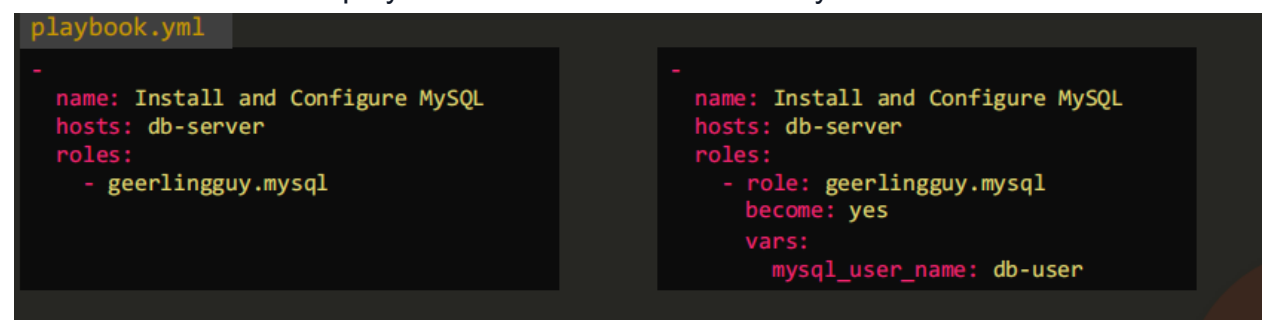 playbook.yml
-
name: Install and Configure MySQL
hosts: db-server
roles:
- geerlingguy.mysql
-
name: Install and Configure MySQL
hosts: db-server
roles:
- role: geerlingguy.mysql
become: yes
vars:
mysql_user_name: db-user